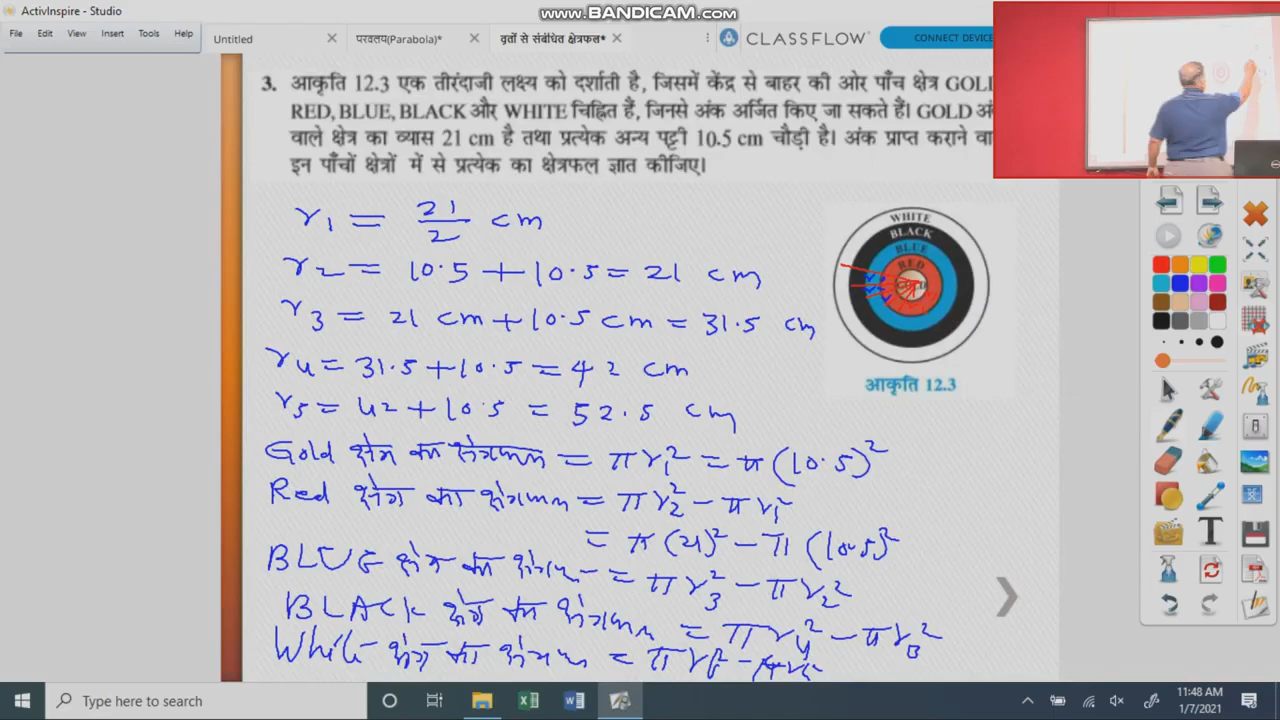 ActivInspire - Studio
www.BANDICAM.com
File Edit View Insert Tools Help
Untitled
परवलय(Parabola)*
वृतों से संबंधित क्षेत्रफल*
CLASSFLOW
CONNECT DEVICE
3. आकृति 12.3 एक तीरंदाजी लक्ष्य को दर्शाती है, जिसमें केंद्र से बाहर की ओर पाँच क्षेत्र GOL
RED, BLUE, BLACK और WHITE चिह्नित हैं, जिनसे अंक अर्जित किए जा सकते हैं। GOLD अं
वाले क्षेत्र का व्यास 21 cm है तथा प्रत्येक अन्य पट्टी 10.5 cm चौड़ी है। अंक प्राप्त कराने वा
इन पाँचों क्षेत्रों में से प्रत्येक का क्षेत्रफल ज्ञात कीजिए।
r1 = 21/2 cm
r2 = 10.5 + 10.5 = 21 cm
r3 = 21 cm + 10.5 cm = 31.5 cm
r4 = 31.5 + 10.5 = 42 cm
r5 = 42 + 10.5 = 52.5 cm
Gold क्षेत्र का क्षेत्रफल = πr1² = π(10.5)²
Red क्षेत्र का क्षेत्रफल = πr2² - πr1²
= π(21)² - π(10.5)²
BLUE क्षेत्र का क्षेत्रफल = πr3² - πr2²
BLACK क्षेत्र का क्षेत्रफल = πr4² - πr3²
White क्षेत्र का क्षेत्रफल = πr5² -
WHITE
BLACK
BLUE
RED
आकृति 12.3
Type here to search
11:48 AM
1/7/2021